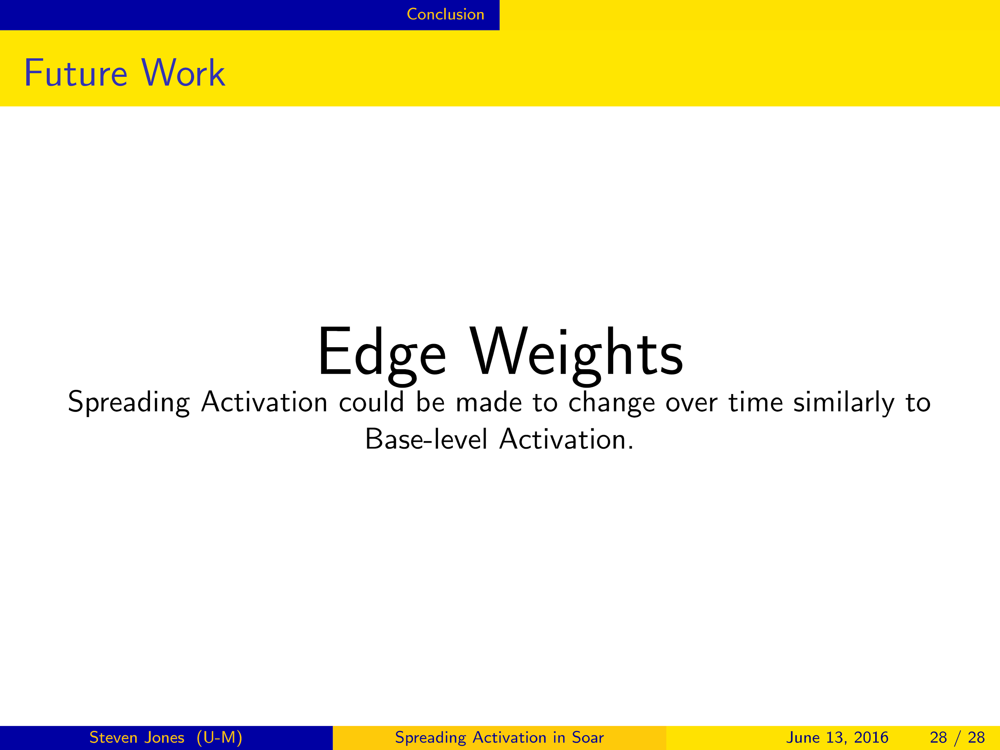 Conclusion
Future Work
Edge Weights
Spreading Activation could be made to change over time similarly to
Base-level Activation.
Steven Jones (U-M)
Spreading Activation in Soar
June 13, 2016
28 / 28